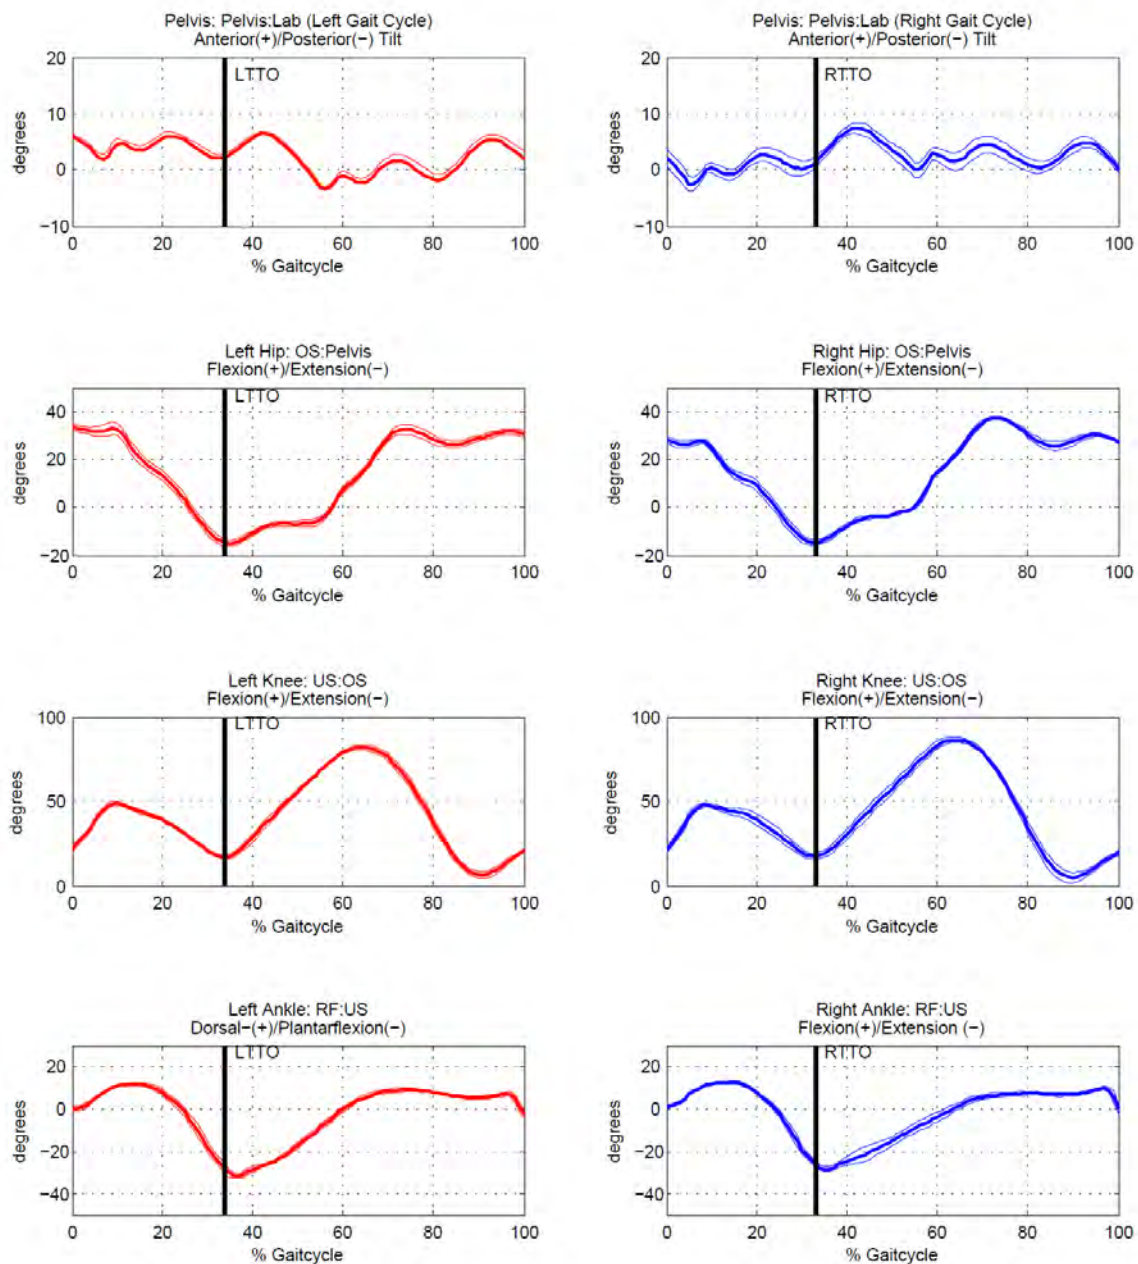 Pelvis: Pelvis:Lab (Left Gait Cycle)
Anterior(+)/Posterior(−) Tilt
20
10
0
−10
degrees
LTTO
0 20 40 60 80 100
% Gaitcycle
Pelvis: Pelvis:Lab (Right Gait Cycle)
Anterior(+)/Posterior(−) Tilt
20
10
0
−10
degrees
RTTO
0 20 40 60 80 100
% Gaitcycle
Left Hip: OS:Pelvis
Flexion(+)/Extension(−)
40
20
0
−20
degrees
LTTO
0 20 40 60 80 100
% Gaitcycle
Right Hip: OS:Pelvis
Flexion(+)/Extension(−)
40
20
0
−20
degrees
RTTO
0 20 40 60 80 100
% Gaitcycle
Left Knee: US:OS
Flexion(+)/Extension(−)
100
50
0
degrees
LTTO
0 20 40 60 80 100
% Gaitcycle
Right Knee: US:OS
Flexion(+)/Extension(−)
100
50
0
degrees
RTTO
0 20 40 60 80 100
% Gaitcycle
Left Ankle: RF:US
Dorsal−(+)/Plantarflexion(−)
20
0
−20
−40
degrees
LTTO
0 20 40 60 80 100
% Gaitcycle
Right Ankle: RF:US
Flexion(+)/Extension (−)
20
0
−20
−40
degrees
RTTO
0 20 40 60 80 100
% Gaitcycle